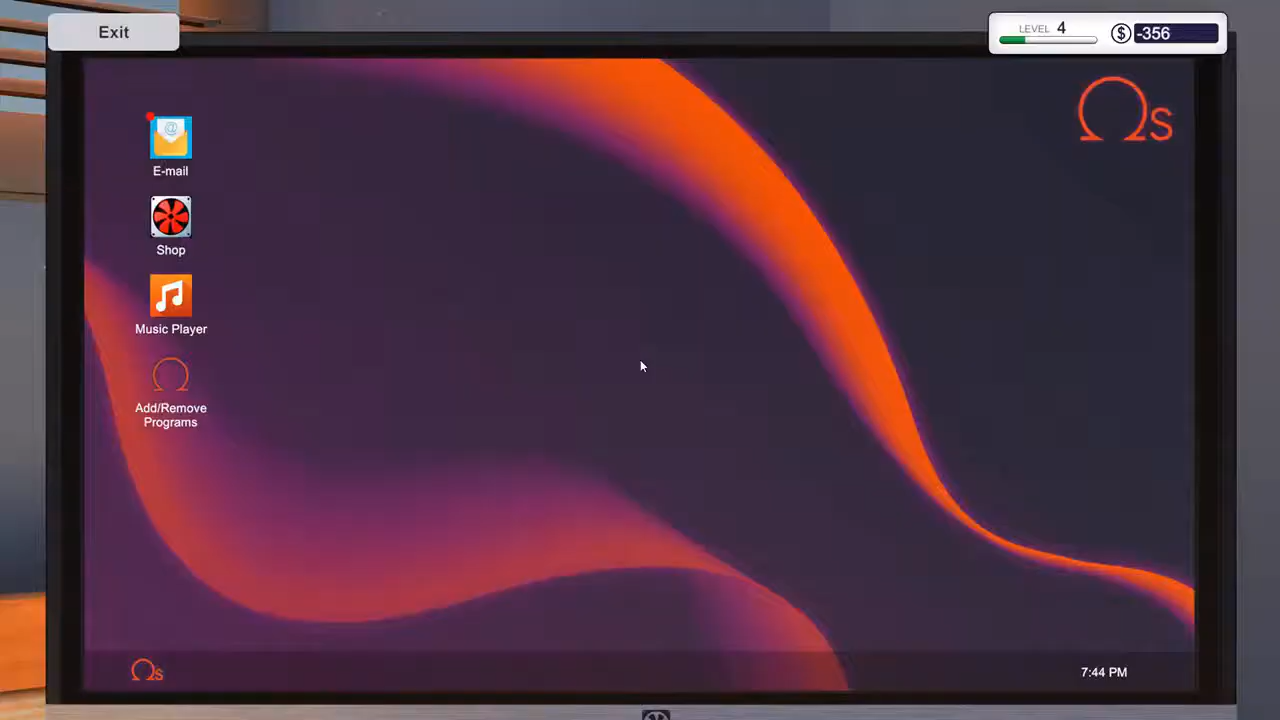 Exit
LEVEL 4
$ -356
Ωs
E-mail
Shop
Music Player
Add/Remove
Programs
Ωs
7:44 PM